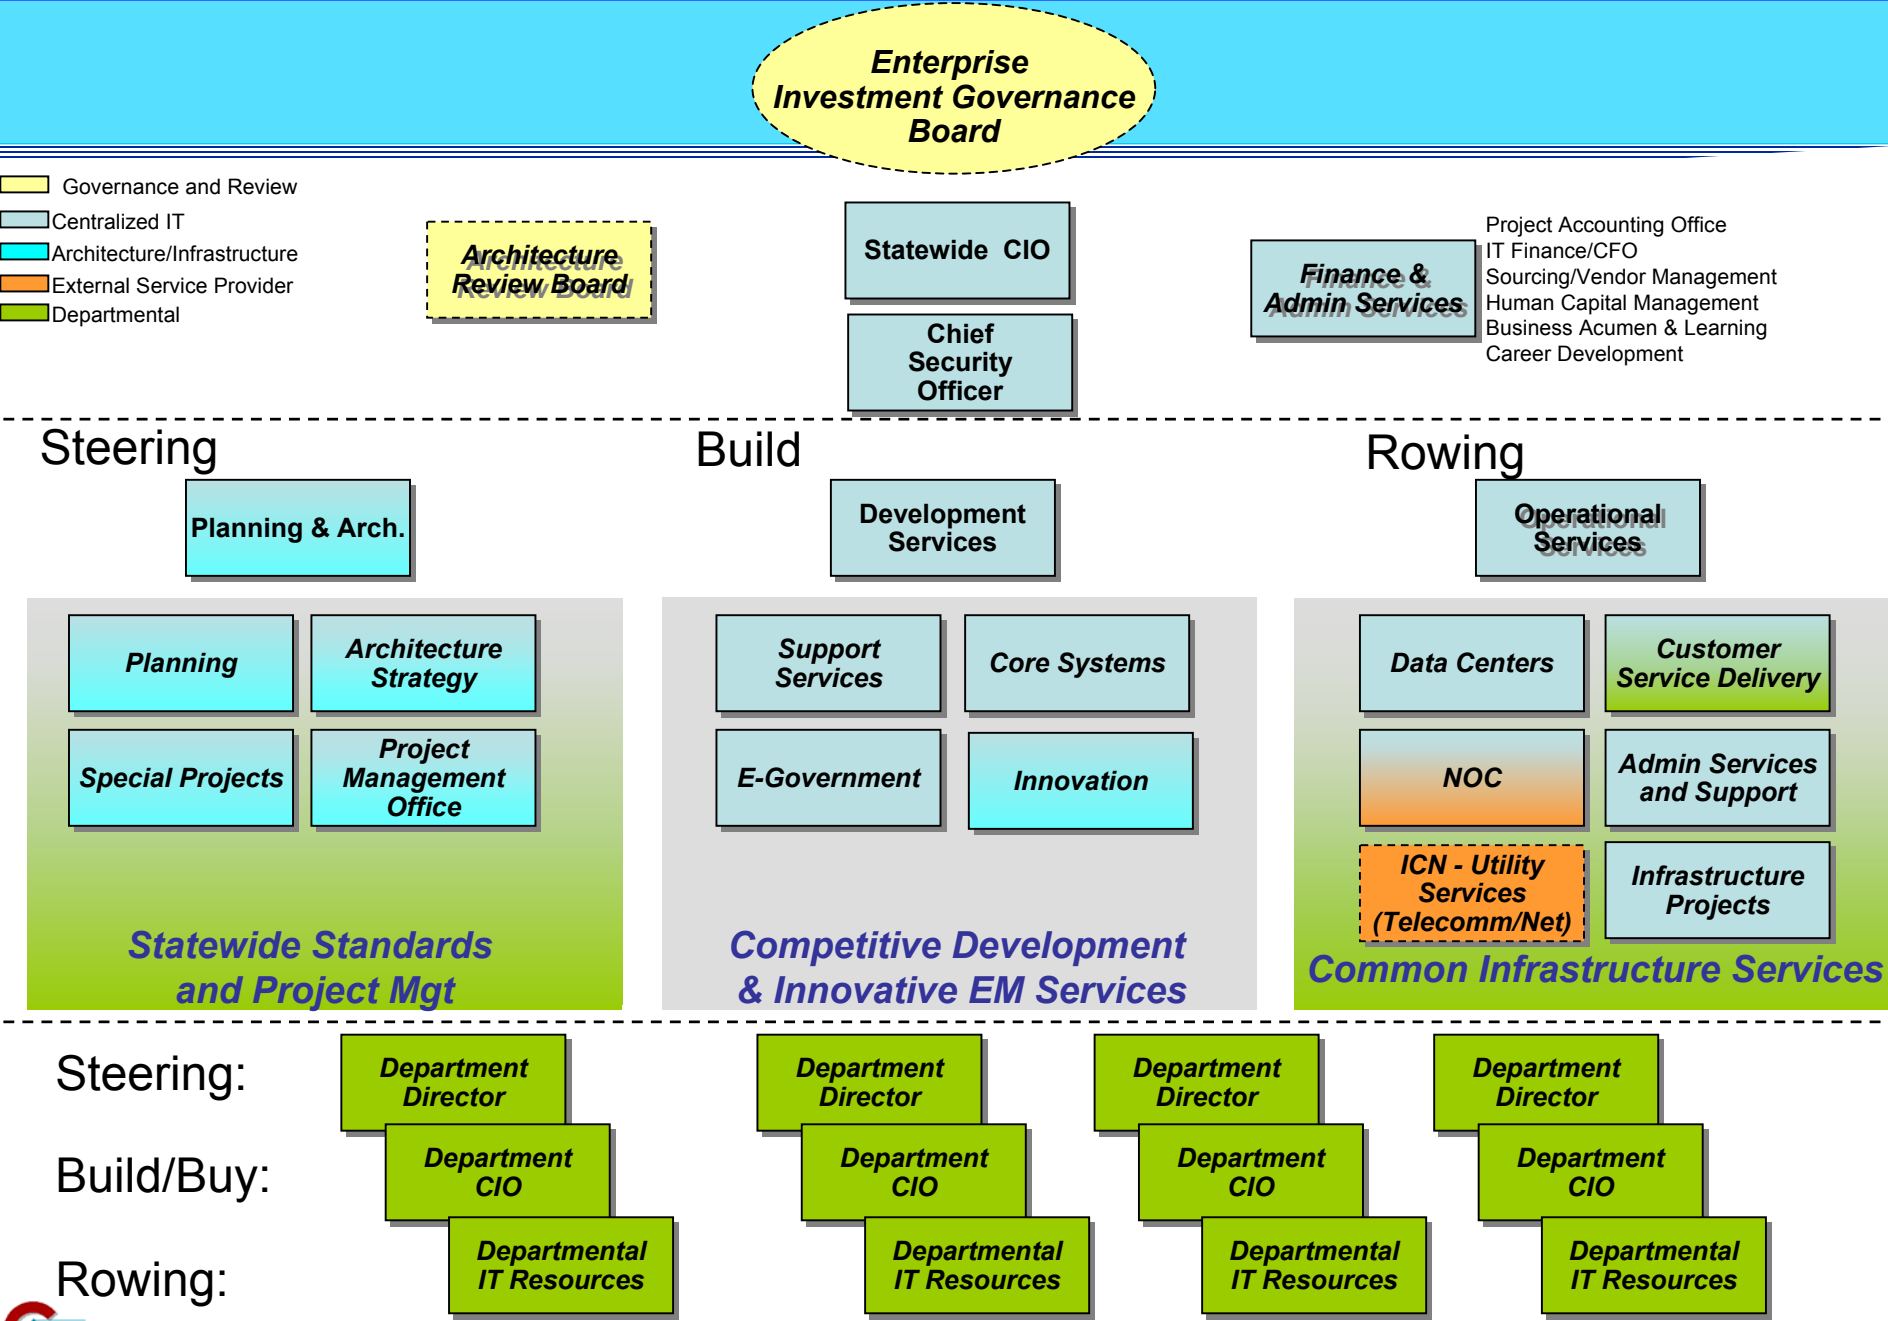 Enterprise
Investment Governance
Board
Governance and Review
Centralized IT
Architecture/Infrastructure
External Service Provider
Departmental
Architecture
Review Board
Statewide CIO
Chief
Security
Officer
Finance &
Admin Services
Project Accounting Office
IT Finance/CFO
Sourcing/Vendor Management
Human Capital Management
Business Acumen & Learning
Career Development
Steering
Build
Rowing
Planning & Arch.
Development
Services
Operational
Services
Planning
Architecture
Strategy
Special Projects
Project
Management
Office
Statewide Standards
and Project Mgt
Support
Services
Core Systems
E-Government
Innovation
Competitive Development
& Innovative EM Services
Data Centers
Customer
Service Delivery
NOC
Admin Services
and Support
ICN - Utility
Services
(Telecomm/Net)
Infrastructure
Projects
Common Infrastructure Services
Steering:
Department
Director
Department
Director
Department
Director
Department
Director
Build/Buy:
Department
CIO
Department
CIO
Department
CIO
Department
CIO
Rowing:
Departmental
IT Resources
Departmental
IT Resources
Departmental
IT Resources
Departmental
IT Resources